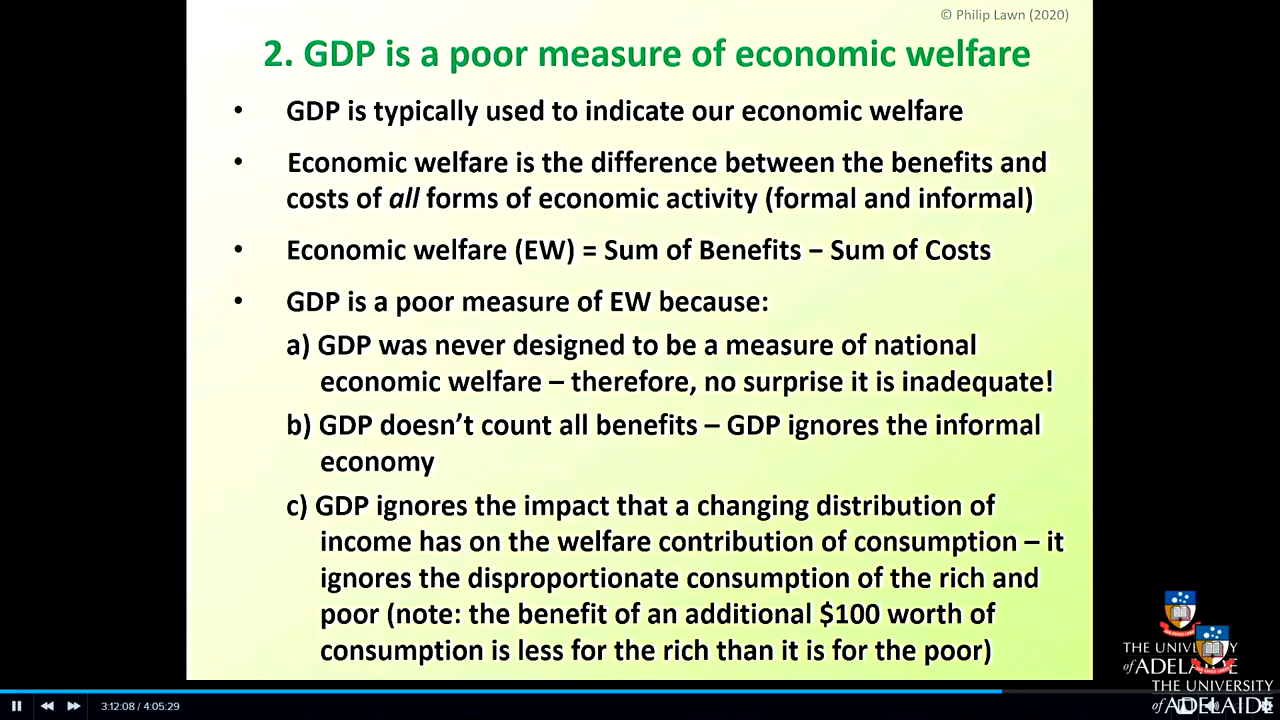 © Philip Lawn (2020)
2. GDP is a poor measure of economic welfare
• GDP is typically used to indicate our economic welfare
• Economic welfare is the difference between the benefits and
costs of all forms of economic activity (formal and informal)
• Economic welfare (EW) = Sum of Benefits – Sum of Costs
• GDP is a poor measure of EW because:
a) GDP was never designed to be a measure of national
economic welfare – therefore, no surprise it is inadequate!
b) GDP doesn’t count all benefits – GDP ignores the informal
economy
c) GDP ignores the impact that a changing distribution of
income has on the welfare contribution of consumption – it
ignores the disproportionate consumption of the rich and
poor (note: the benefit of an additional $100 worth of
consumption is less for the rich than it is for the poor)
THE UNIVERSITY
of ADELAIDE
THE UNIVERSITY
of ADELAIDE
3:12:08 / 4:05:29